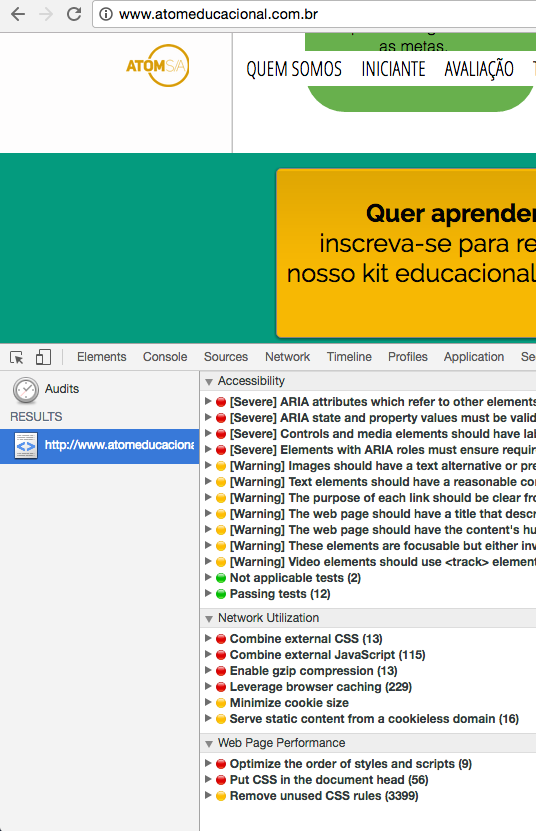 www.atomeducacional.com.br
as metas.
ATOM S/A
QUEM SOMOS INICIANTE AVALIAÇÃO
Quer aprender
inscreva-se para re
nosso kit educacional
Elements Console Sources Network Timeline Profiles Application Se
Audits
RESULTS
http://www.atomeduciona
Accessibility
[Severe] ARIA attributes which refer to other elements
[Severe] ARIA state and property values must be valid
[Severe] Controls and media elements should have lab
[Severe] Elements with ARIA roles must ensure requir
[Warning] Images should have a text alternative or pre
[Warning] Text elements should have a reasonable con
[Warning] The purpose of each link should be clear fro
[Warning] The web page should have a title that descr
[Warning] The web page should have the content's hu
[Warning] These elements are focusable but either inv
[Warning] Video elements should use <track> element
Not applicable tests (2)
Passing tests (12)
Network Utilization
Combine external CSS (13)
Combine external JavaScript (115)
Enable gzip compression (13)
Leverage browser caching (229)
Minimize cookie size
Serve static content from a cookieless domain (16)
Web Page Performance
Optimize the order of styles and scripts (9)
Put CSS in the document head (56)
Remove unused CSS rules (3399)